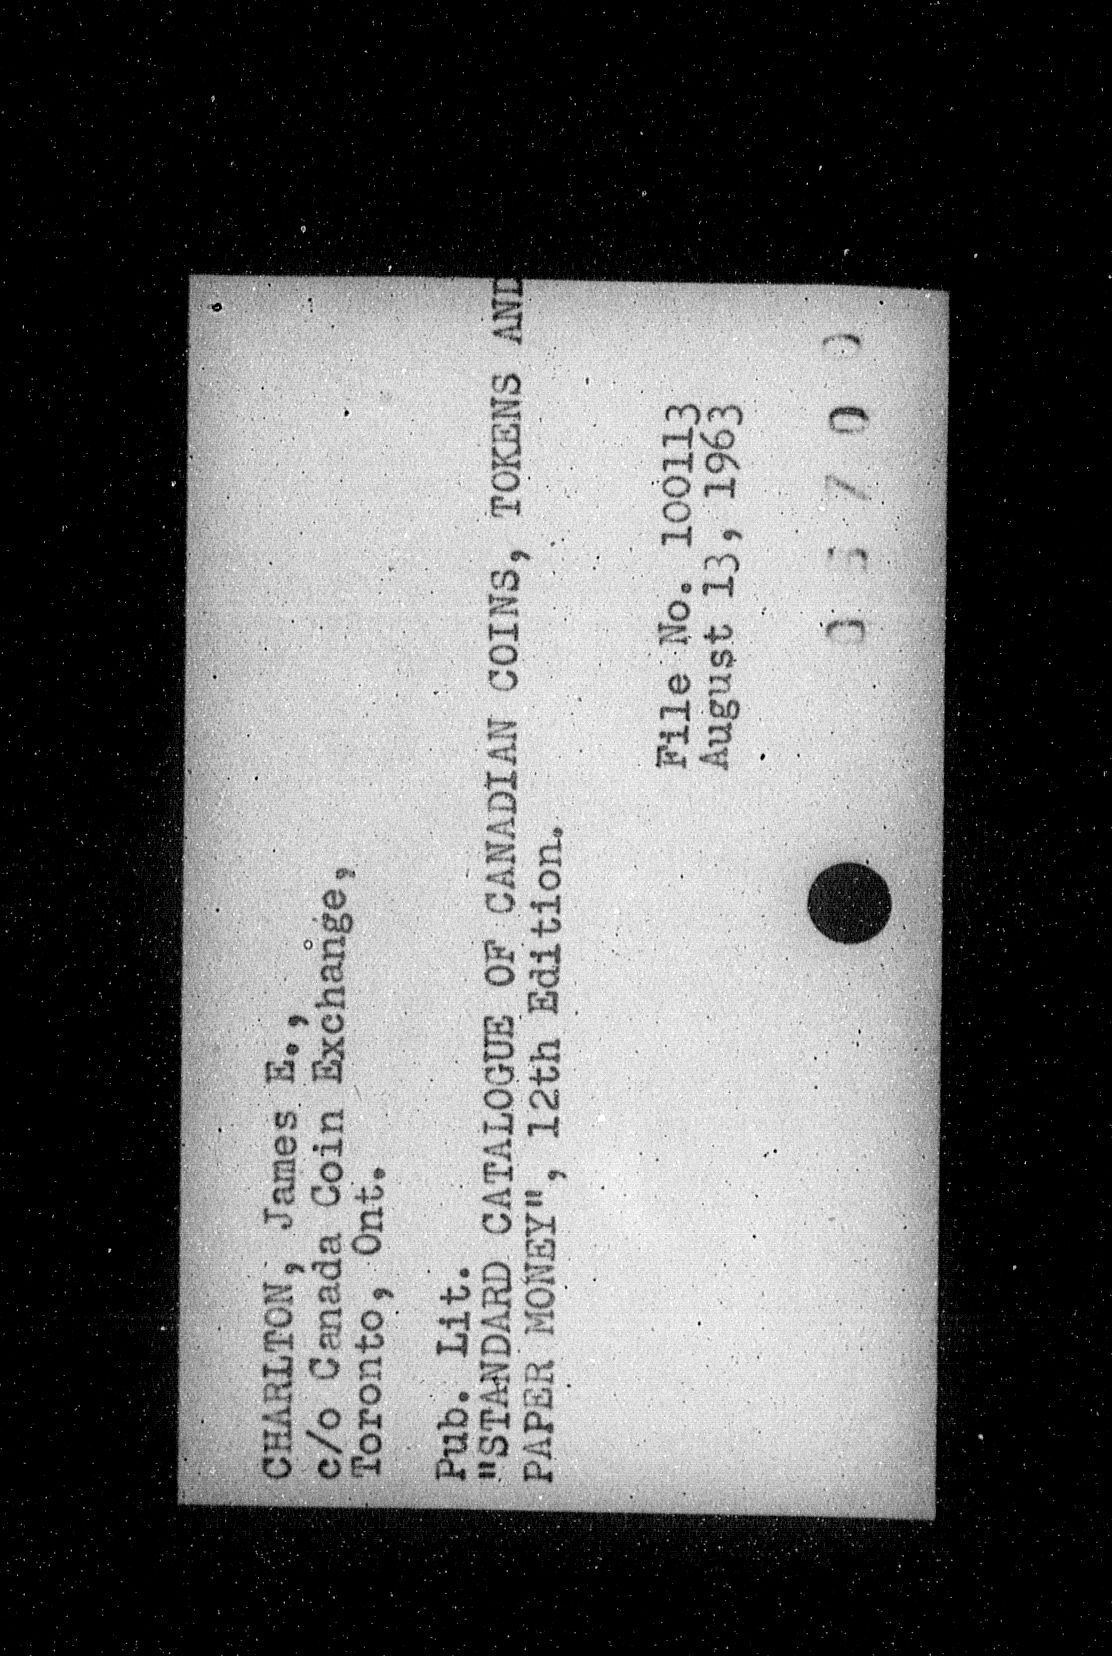 CHARLTON, James E.,
c/o Canada Coin Exchange,
Toronto, Ont.
Pub. Lit.
"STANDARD CATALOGUE OF CANADIAN COINS, TOKENS AND
PAPER MONEY", 12th Edition.
File No. 100113
August 13, 1963